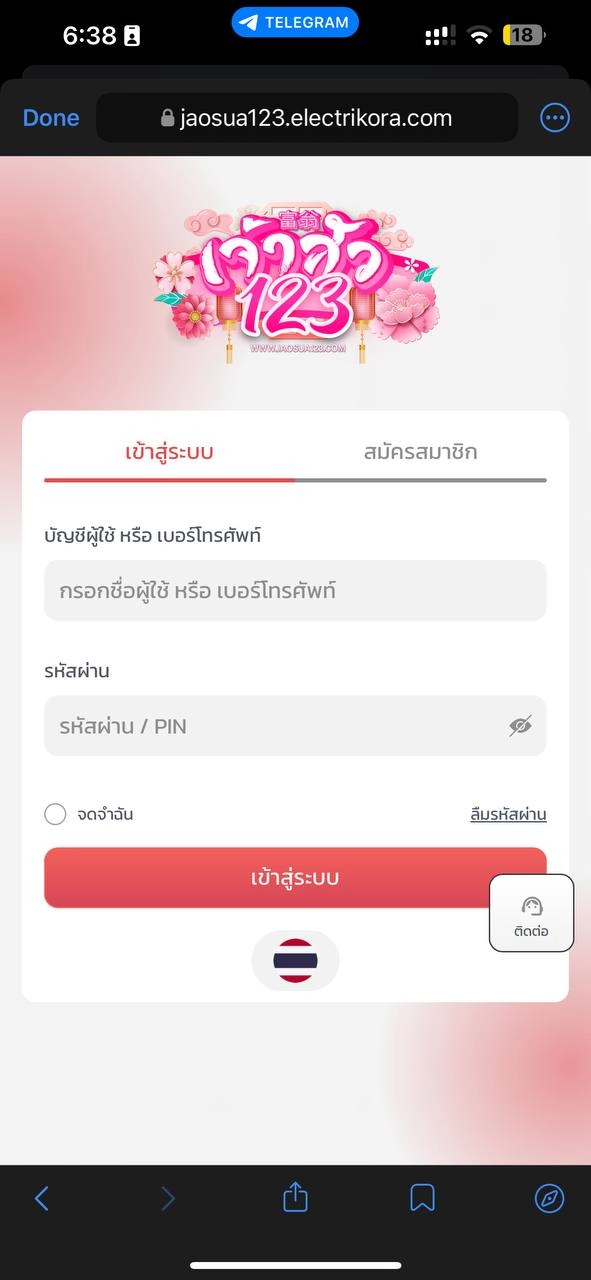 6:38
TELEGRAM
18
Done
jaosua123.electrikora.com
富翁
เจ้าสัว
123
WWW.JAOSUA123.COM
เข้าสู่ระบบ
สมัครสมาชิก
บัญชีผู้ใช้ หรือ เบอร์โทรศัพท์
กรอกชื่อผู้ใช้ หรือ เบอร์โทรศัพท์
รหัสผ่าน
รหัสผ่าน / PIN
จดจำฉัน
ลืมรหัสผ่าน
เข้าสู่ระบบ
ติดต่อ